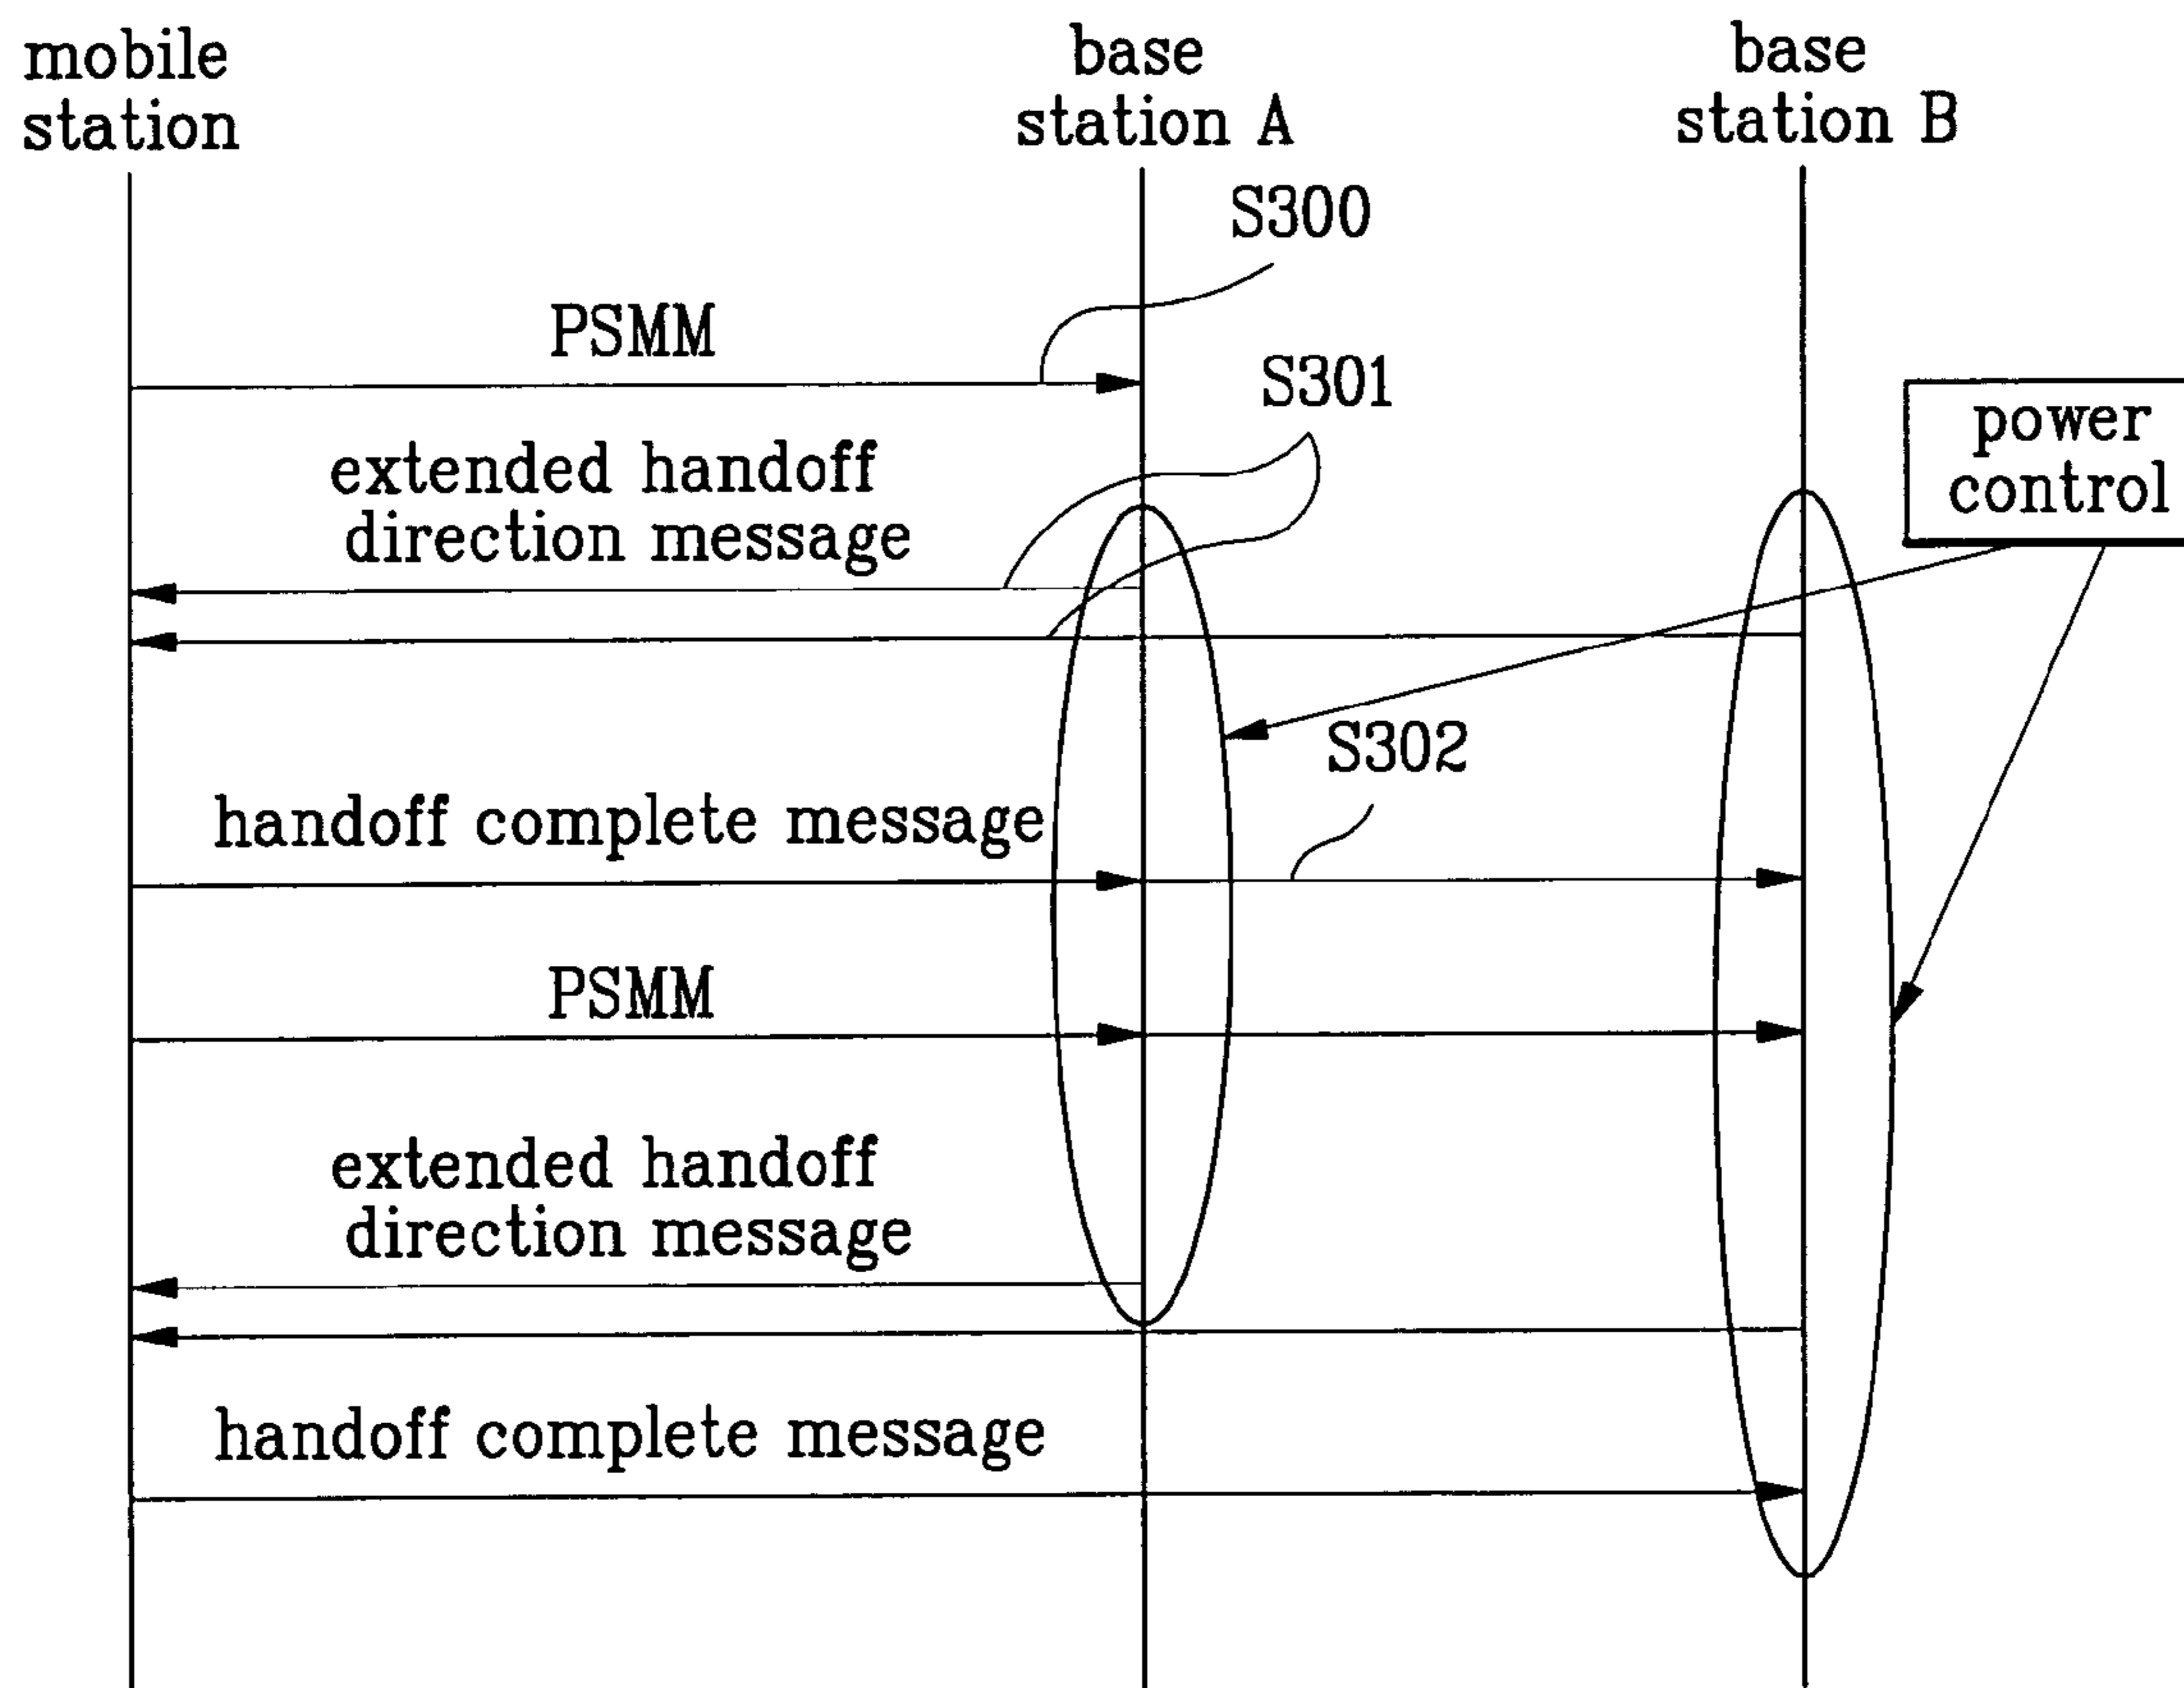 mobile
station
base
station A
base
station B
S300
PSMM
S301
power
control
extended handoff
direction message
S302
handoff complete message
PSMM
extended handoff
direction message
handoff complete message